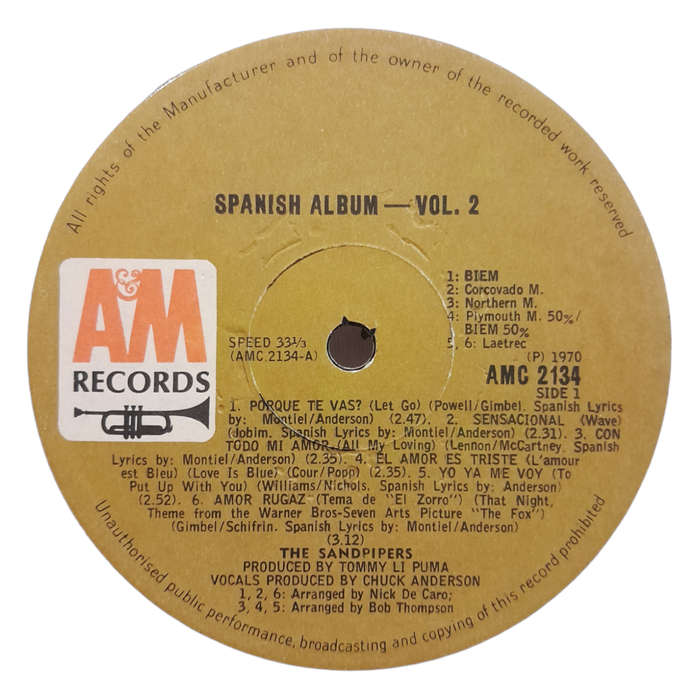 All rights of the Manufacturer and of the owner of the recorded work reserved
SPANISH ALBUM — VOL. 2
A&M
RECORDS
SPEED 33⅓
(AMC 2134-A)
1: BIEM
2: Corcovado M.
3: Northern M.
4: Plymouth M. 50%/
BIEM 50%
5, 6: Laetrec
(P) 1970
AMC 2134
SIDE 1
1. PORQUE TE VAS? (Let Go) (Powell/Gimbel. Spanish Lyrics
by: Montiel/Anderson) (2.47). 2. SENSACIONAL (Wave)
(Jobim. Spanish Lyrics by: Montiel/Anderson) (2.31). 3. CON
TODO MI AMOR (All My Loving) (Lennon/McCartney. Spanish
Lyrics by: Montiel/Anderson) (2.35). 4. EL AMOR ES TRISTE (L'amour
est Bleu) (Love Is Blue) (Cour/Popp) (2.35). 5. YO YA ME VOY (To
Put Up With You) (Williams/Nichols. Spanish Lyrics by: Anderson)
(2.52). 6. AMOR RUGAZ (Tema de "El Zorro") (That Night,
Theme from the Warner Bros-Seven Arts Picture "The Fox")
(Gimbel/Schifrin. Spanish Lyrics by: Montiel/Anderson)
(3.12)
THE SANDPIPERS
PRODUCED BY TOMMY LI PUMA
VOCALS PRODUCED BY CHUCK ANDERSON
1, 2, 6: Arranged by Nick De Caro;
3, 4, 5: Arranged by Bob Thompson
Unauthorised public performance, broadcasting and copying of this record prohibited